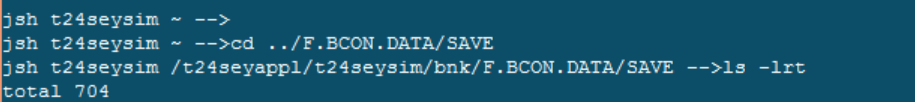 jsh t24seysim ~ -->
jsh t24seysim ~ -->cd ../F.BCON.DATA/SAVE
jsh t24seysim /t24seyappl/t24seysim/bnk/F.BCON.DATA/SAVE -->ls -lrt
total 704